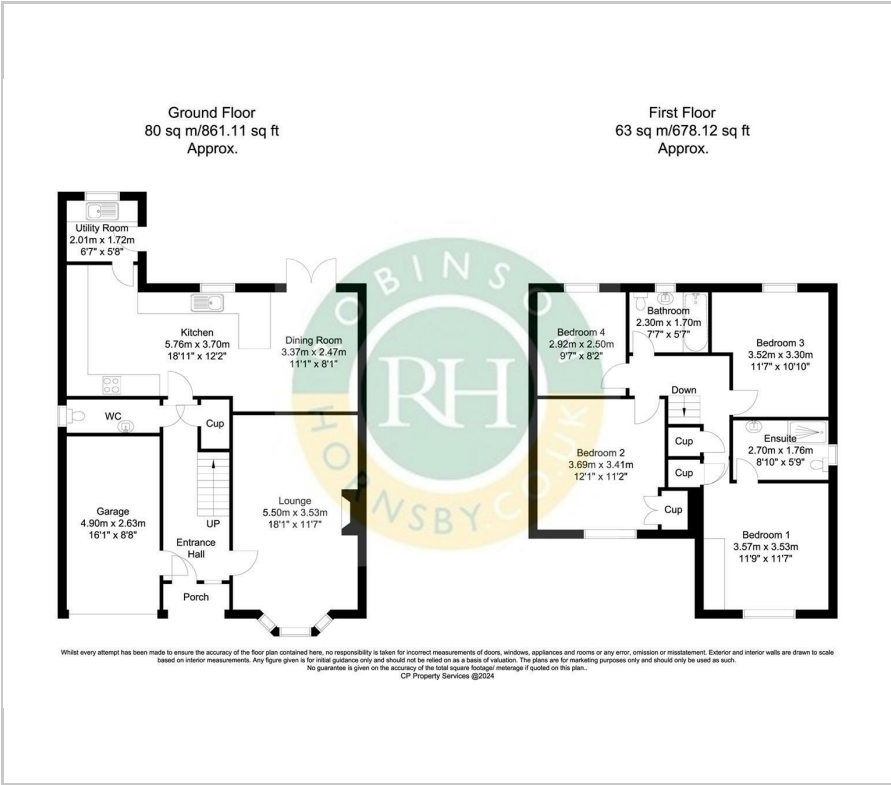 Ground Floor
80 sq m/861.11 sq ft
Approx.
First Floor
63 sq m/678.12 sq ft
Approx.
Utility Room
2.01m x 1.72m
6'7" x 5'8"
Kitchen
5.76m x 3.70m
18'11" x 12'2"
Dining Room
3.37m x 2.47m
11'1" x 8'1"
WC
Cup
Garage
4.90m x 2.63m
16'1" x 8'8"
UP
Entrance
Hall
Porch
Lounge
5.50m x 3.53m
18'1" x 11'7"
ROBINSON
RH
HORNSBY.CO.UK
Bedroom 4
2.92m x 2.50m
9'7" x 8'2"
Bathroom
2.30m x 1.70m
7'7" x 5'7"
Bedroom 3
3.52m x 3.30m
11'7" x 10'10"
Down
Bedroom 2
3.69m x 3.41m
12'1" x 11'2"
Cup
Cup
Cup
Ensuite
2.70m x 1.76m
8'10" x 5'9"
Bedroom 1
3.57m x 3.53m
11'9" x 11'7"
Whilst every attempt has been made to ensure the accuracy of the floor plan contained here, no responsibility is taken for incorrect measurements of doors, windows, appliances and rooms or any error, omission or misstatement. Exterior and interior walls are drawn to scale
based on interior measurements. Any figure given is for initial guidance only and should not be relied on as a basis of valuation. The plans are for marketing purposes only and should only be used as such.
No guarantee is given on the accuracy of the total square footage/ meterage if quoted on this plan..
CP Property Services @2024